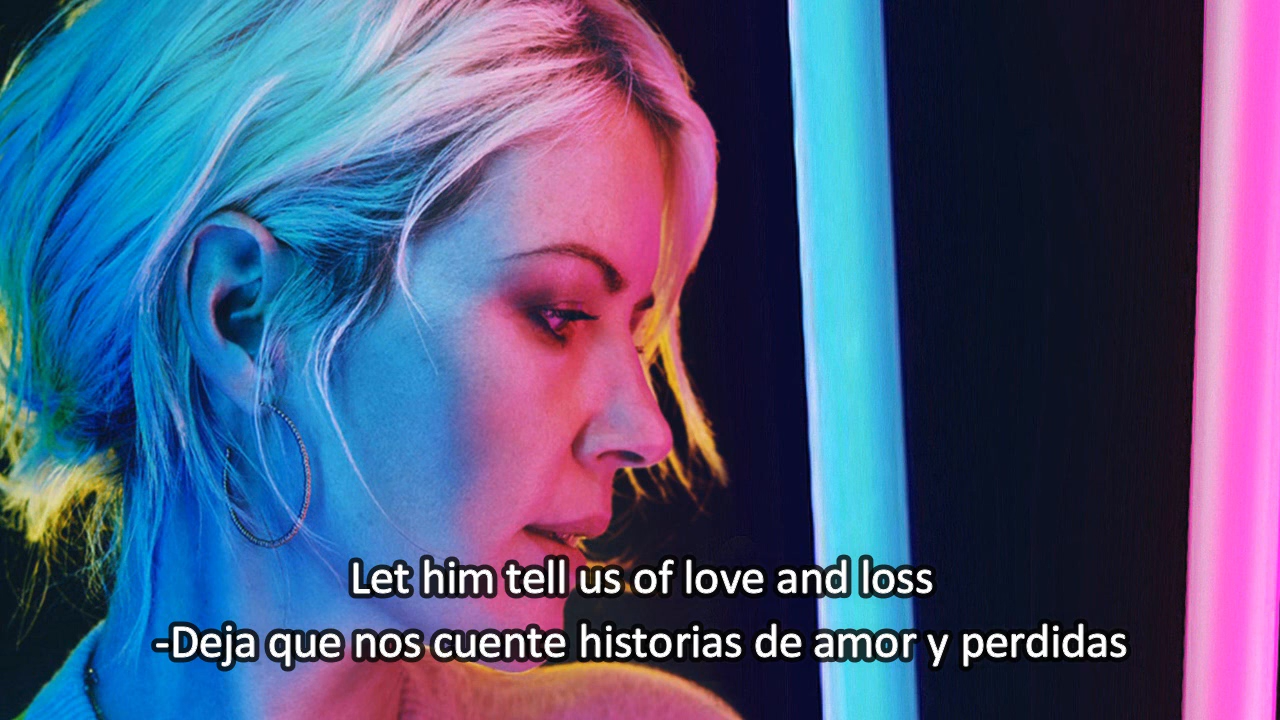 Let him tell us of love and loss
-Deja que nos cuente historias de amor y perdidas